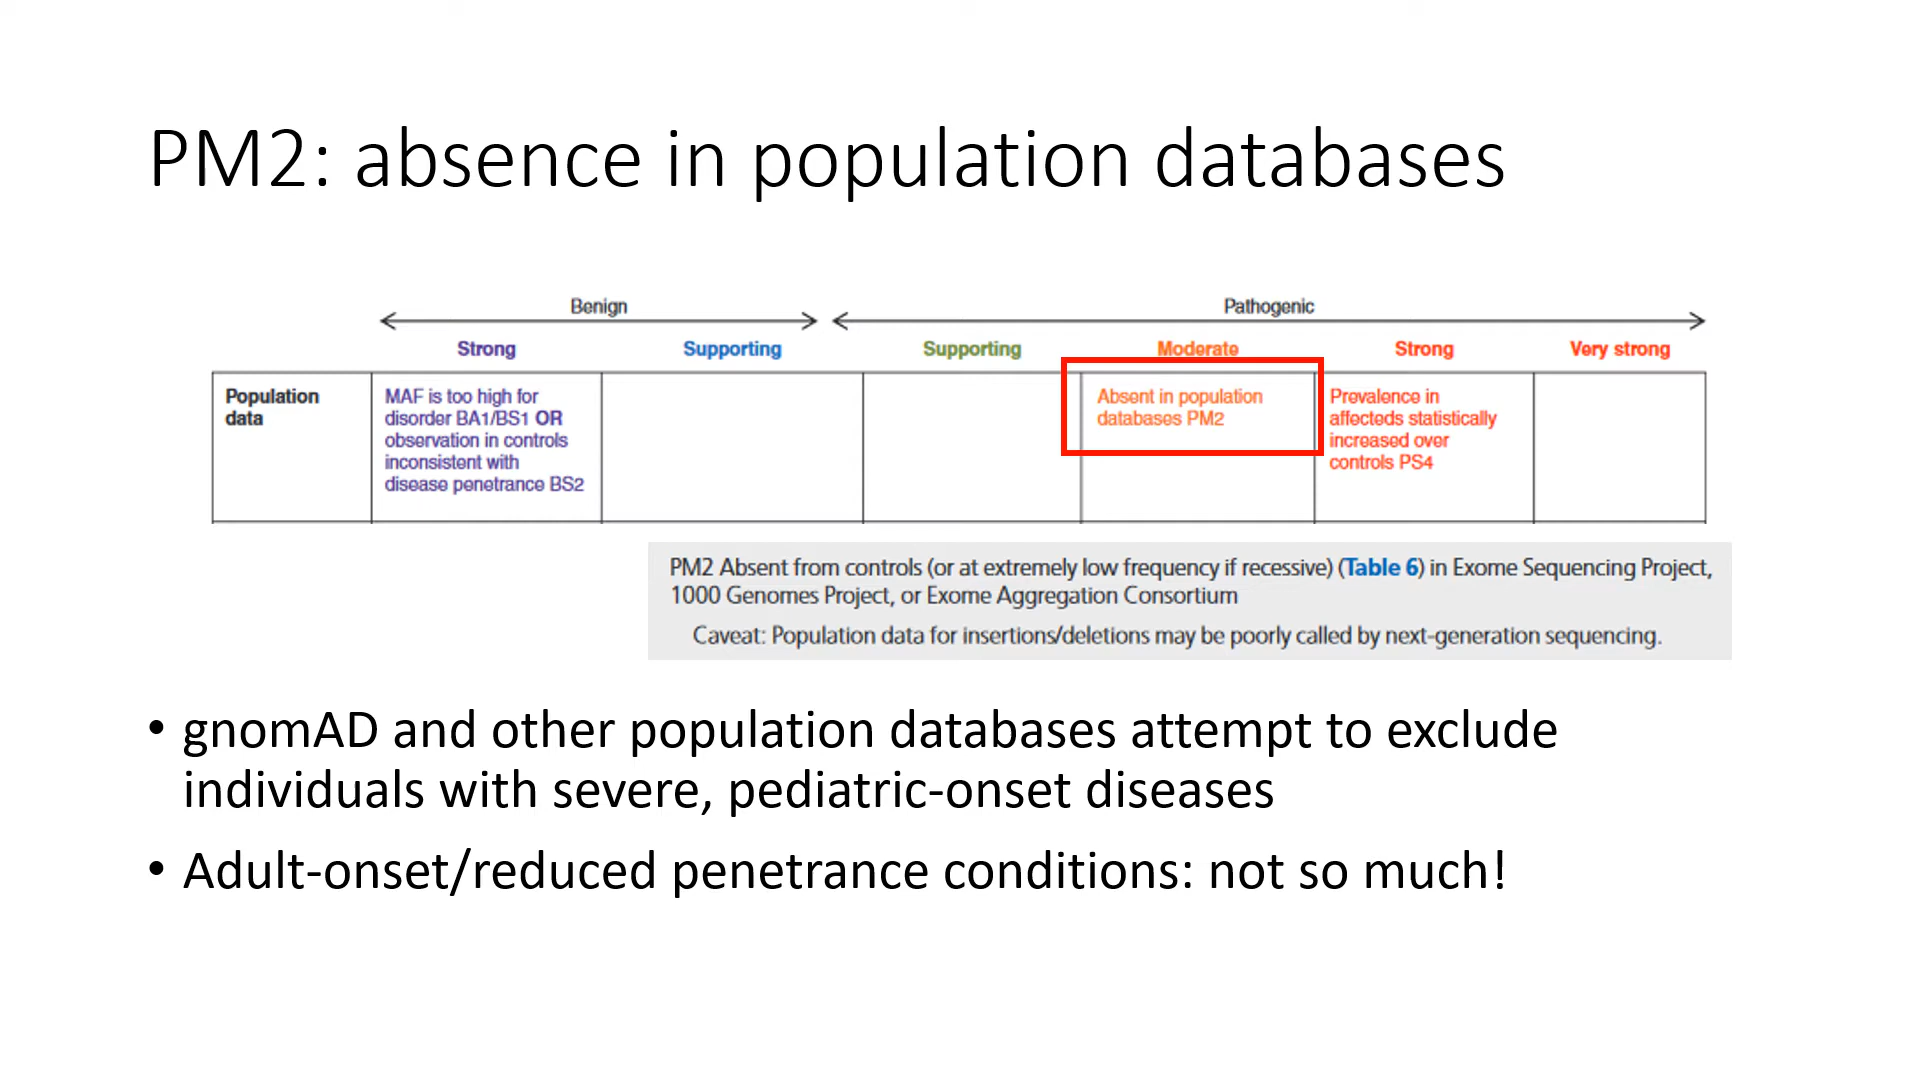 PM2: absence in population databases
Benign
Pathogenic
Strong
Supporting
Supporting
Moderate
Strong
Very strong
Population
data
MAF is too high for
disorder BA1/BS1 OR
observation in controls
inconsistent with
disease penetrance BS2
Absent in population
databases PM2
Prevalence in
affecteds statistically
increased over
controls PS4
PM2 Absent from controls (or at extremely low frequency if recessive) (Table 6) in Exome Sequencing Project,
1000 Genomes Project, or Exome Aggregation Consortium
Caveat: Population data for insertions/deletions may be poorly called by next-generation sequencing.
• gnomAD and other population databases attempt to exclude
individuals with severe, pediatric-onset diseases
• Adult-onset/reduced penetrance conditions: not so much!